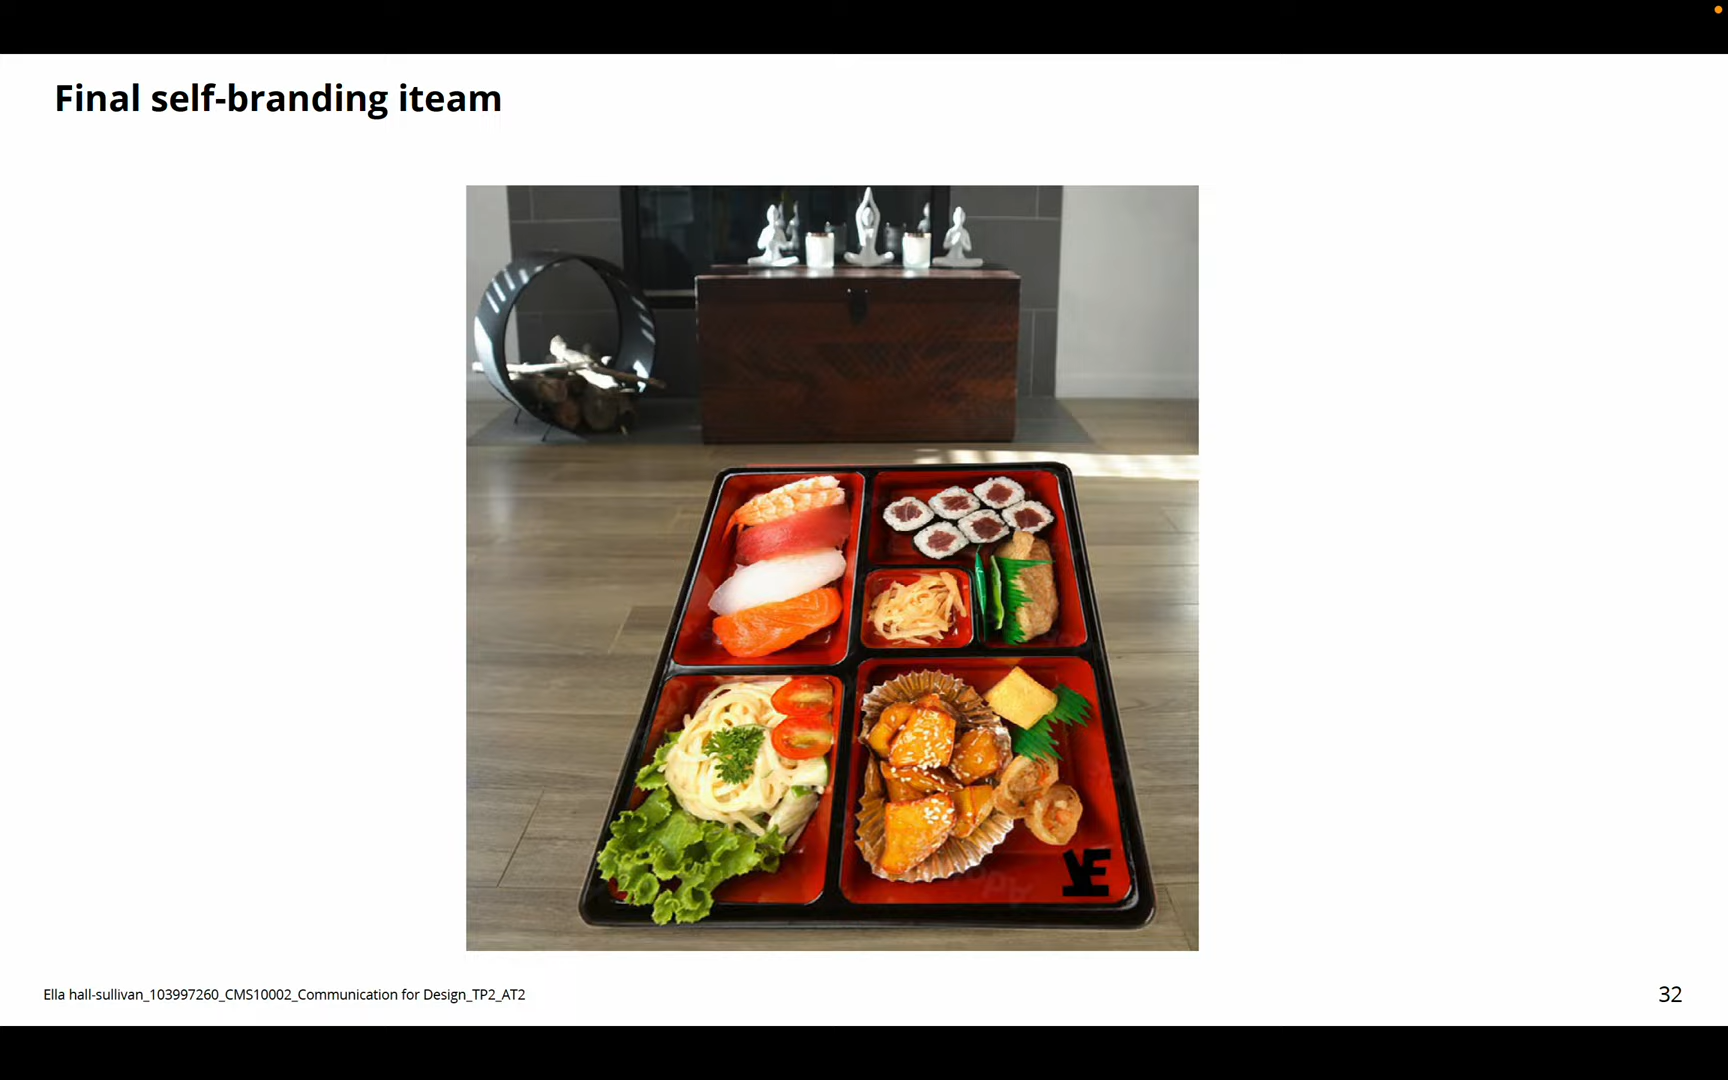 Final self-branding iteam
Ella hall-sullivan_103997260_CMS10002_Communication for Design_TP2_AT2
32